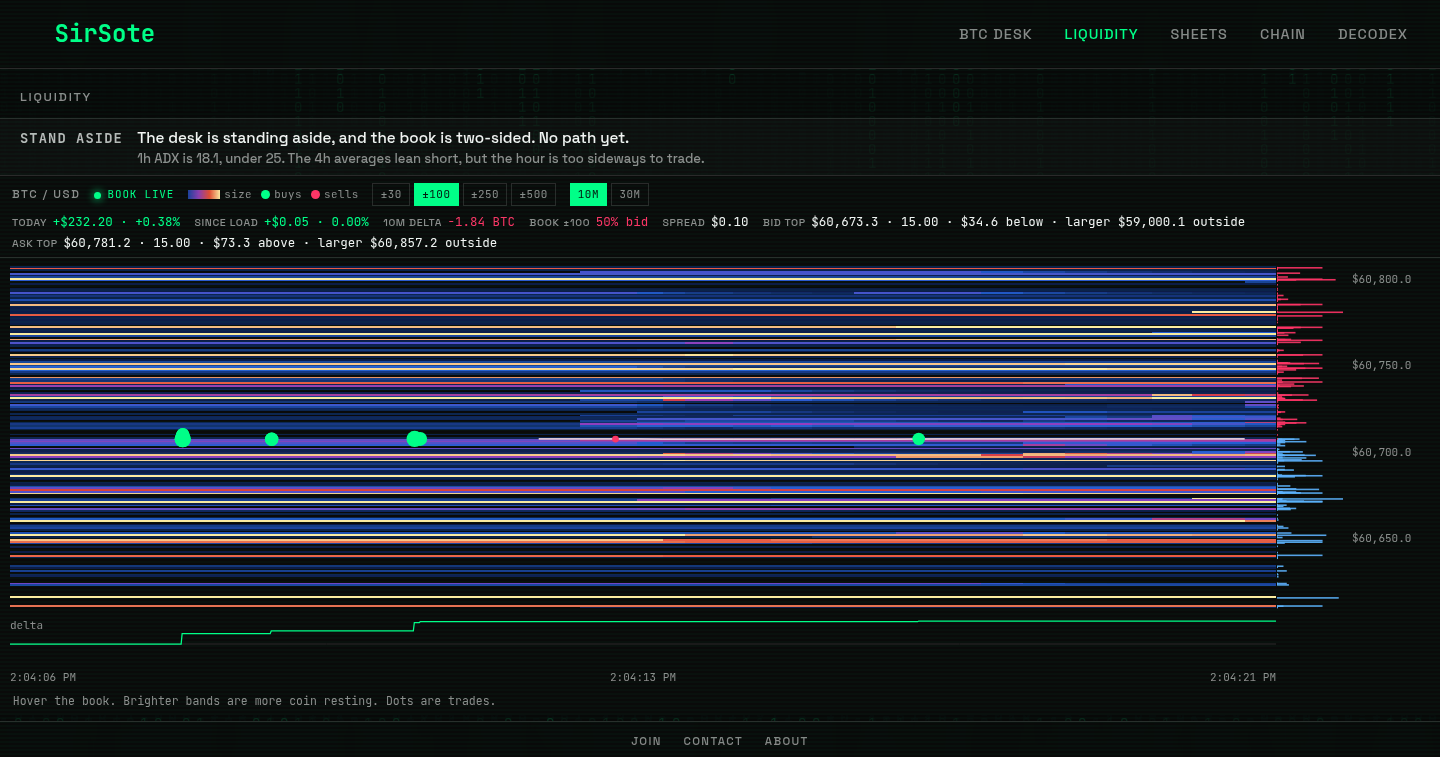 SirSote
BTC DESK LIQUIDITY SHEETS CHAIN DECODEX
LIQUIDITY
STAND ASIDE The desk is standing aside, and the book is two-sided. No path yet.
1h ADX is 18.1, under 25. The 4h averages lean short, but the hour is too sideways to trade.
BTC / USD BOOK LIVE size buys sells ±30 ±100 ±250 ±500 10M 30M
TODAY +$232.20 · +0.38% SINCE LOAD +$0.05 · 0.00% 10M DELTA -1.84 BTC BOOK ±100 50% bid SPREAD $0.10 BID TOP $60,673.3 · 15.00 · $34.6 below · larger $59,000.1 outside
ASK TOP $60,781.2 · 15.00 · $73.3 above · larger $60,857.2 outside
$60,800.0
$60,750.0
$60,700.0
$60,650.0
delta
2:04:06 PM 2:04:13 PM 2:04:21 PM
Hover the book. Brighter bands are more coin resting. Dots are trades.
JOIN CONTACT ABOUT